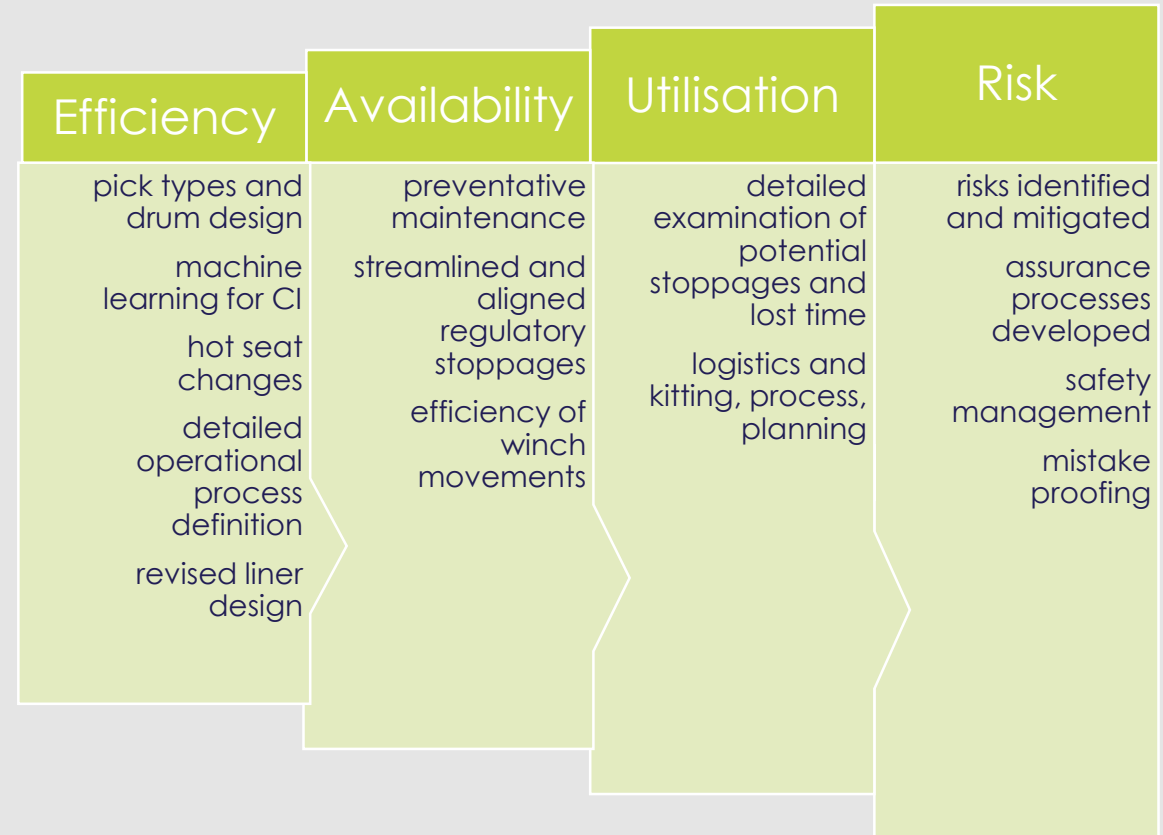 Efficiency
pick types and
drum design
machine
learning for CI
hot seat
changes
detailed
operational
process
definition
revised liner
design
Availability
preventative
maintenance
streamlined and
aligned
regulatory
stoppages
efficiency of
winch
movements
Utilisation
detailed
examination of
potential
stoppages and
lost time
logistics and
kitting, process,
planning
Risk
risks identified
and mitigated
assurance
processes
developed
safety
management
mistake
proofing